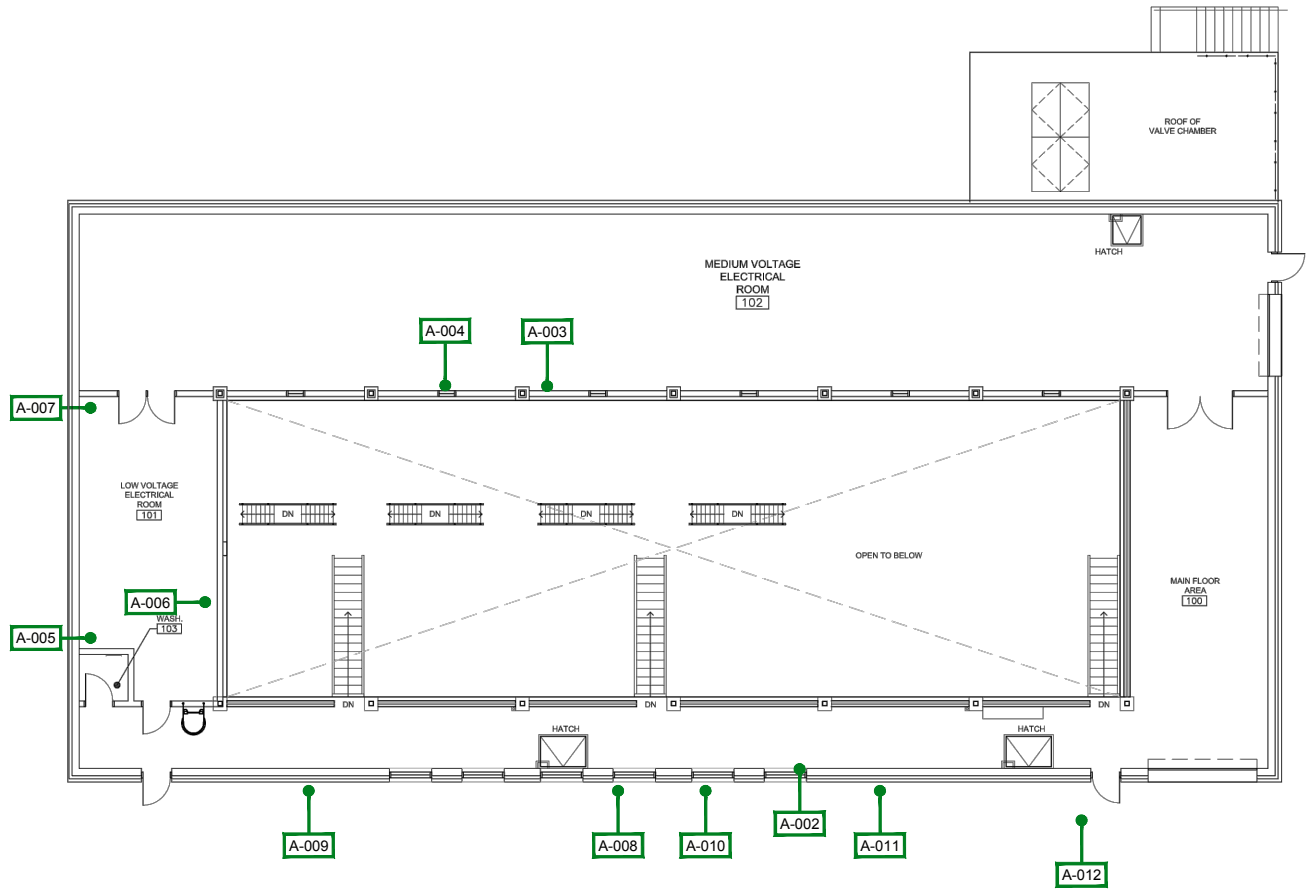 ROOF OF
VALVE CHAMBER
HATCH
MEDIUM VOLTAGE
ELECTRICAL
ROOM
102
A-004
A-003
A-007
LOW VOLTAGE
ELECTRICAL
ROOM
101
DN
DN
DN
DN
OPEN TO BELOW
MAIN FLOOR
AREA
100
A-006
WASH.
103
A-005
DN
DN
DN
HATCH
HATCH
A-002
A-009
A-008
A-010
A-011
A-012